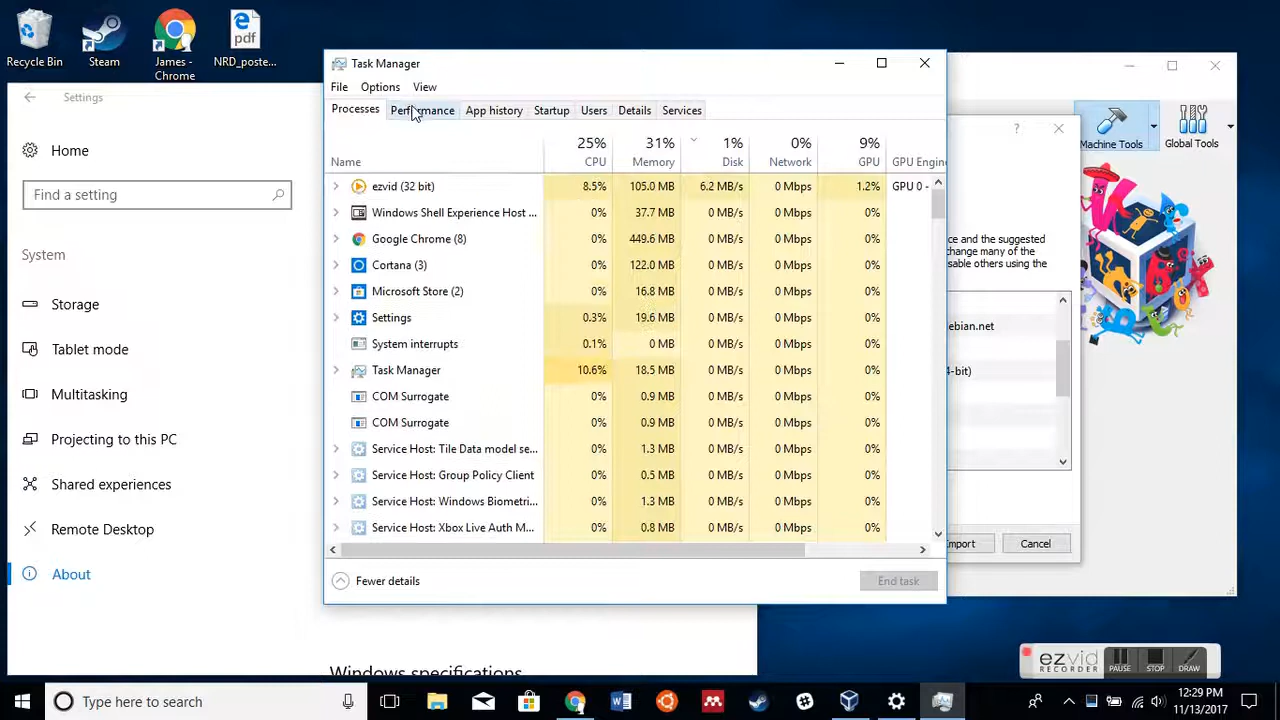 Recycle Bin
Steam
James -
Chrome
pdf
NRD_poste...
Settings
Home
Find a setting
System
Storage
Tablet mode
Multitasking
Projecting to this PC
Shared experiences
Remote Desktop
About
Windows specifications
Task Manager
File Options View
Processes Performance App history Startup Users Details Services
25% 31% 1% 0% 9%
Name CPU Memory Disk Network GPU GPU Engin
ezvid (32 bit) 8.5% 105.0 MB 6.2 MB/s 0 Mbps 1.2% GPU 0 -
Windows Shell Experience Host ... 0% 37.7 MB 0 MB/s 0 Mbps 0%
Google Chrome (8) 0% 449.6 MB 0 MB/s 0 Mbps 0%
Cortana (3) 0% 122.0 MB 0 MB/s 0 Mbps 0%
Microsoft Store (2) 0% 16.8 MB 0 MB/s 0 Mbps 0%
Settings 0.3% 19.6 MB 0 MB/s 0 Mbps 0%
System interrupts 0.1% 0 MB 0 MB/s 0 Mbps 0%
Task Manager 10.6% 18.5 MB 0 MB/s 0 Mbps 0%
COM Surrogate 0% 0.9 MB 0 MB/s 0 Mbps 0%
COM Surrogate 0% 0.9 MB 0 MB/s 0 Mbps 0%
Service Host: Tile Data model se... 0% 1.3 MB 0 MB/s 0 Mbps 0%
Service Host: Group Policy Client 0% 0.5 MB 0 MB/s 0 Mbps 0%
Service Host: Windows Biometri... 0% 1.3 MB 0 MB/s 0 Mbps 0%
Service Host: Xbox Live Auth M... 0% 0.8 MB 0 MB/s 0 Mbps 0%
Fewer details
End task
Machine Tools Global Tools
ce and the suggested
change many of the
sable others using the
ebian.net
4-bit)
mport Cancel
ezvid
RECORDER
PAUSE STOP DRAW
Type here to search
12:29 PM
11/13/2017